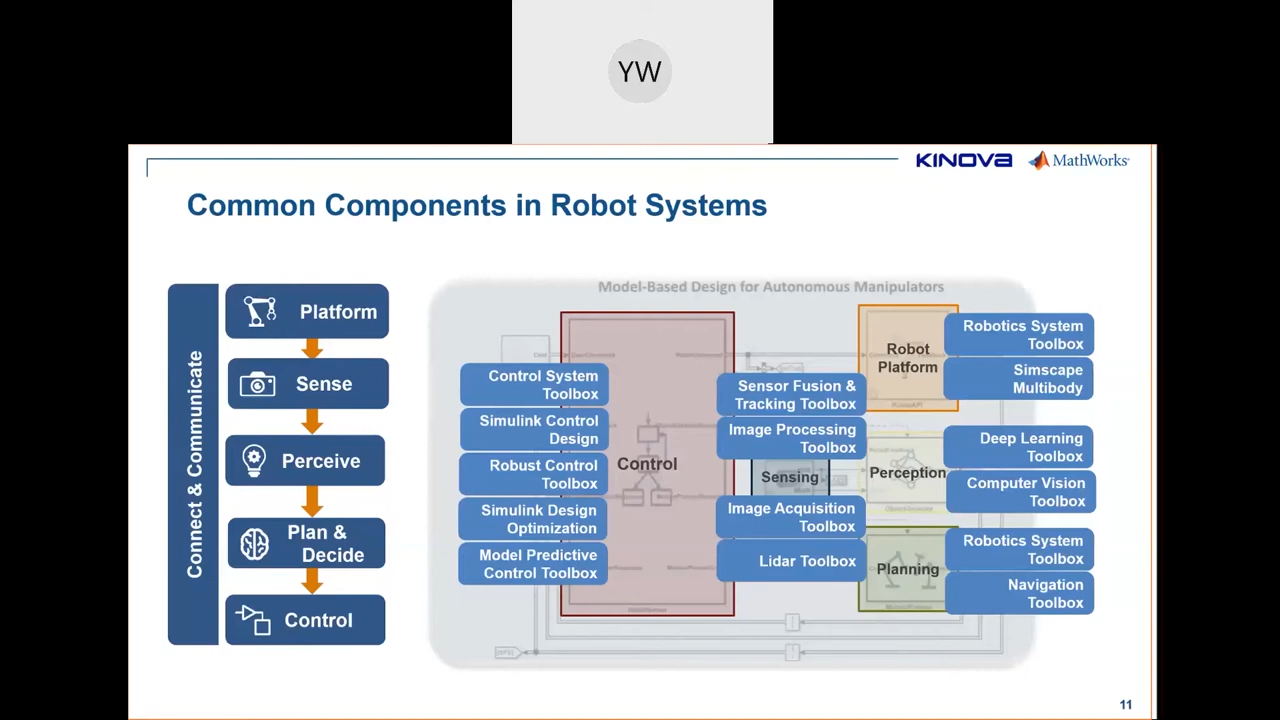 YW
KINOVA
MathWorks
Common Components in Robot Systems
Connect & Communicate
Platform
Sense
Perceive
Plan &
Decide
Control
Model-Based Design for Autonomous Manipulators
Control System
Toolbox
Simulink Control
Design
Robust Control
Toolbox
Simulink Design
Optimization
Model Predictive
Control Toolbox
Control
Sensor Fusion &
Tracking Toolbox
Image Processing
Toolbox
Sensing
Image Acquisition
Toolbox
Lidar Toolbox
Robot
Platform
Robotics System
Toolbox
Simscape
Multibody
Perception
Deep Learning
Toolbox
Computer Vision
Toolbox
Planning
Robotics System
Toolbox
Navigation
Toolbox
11